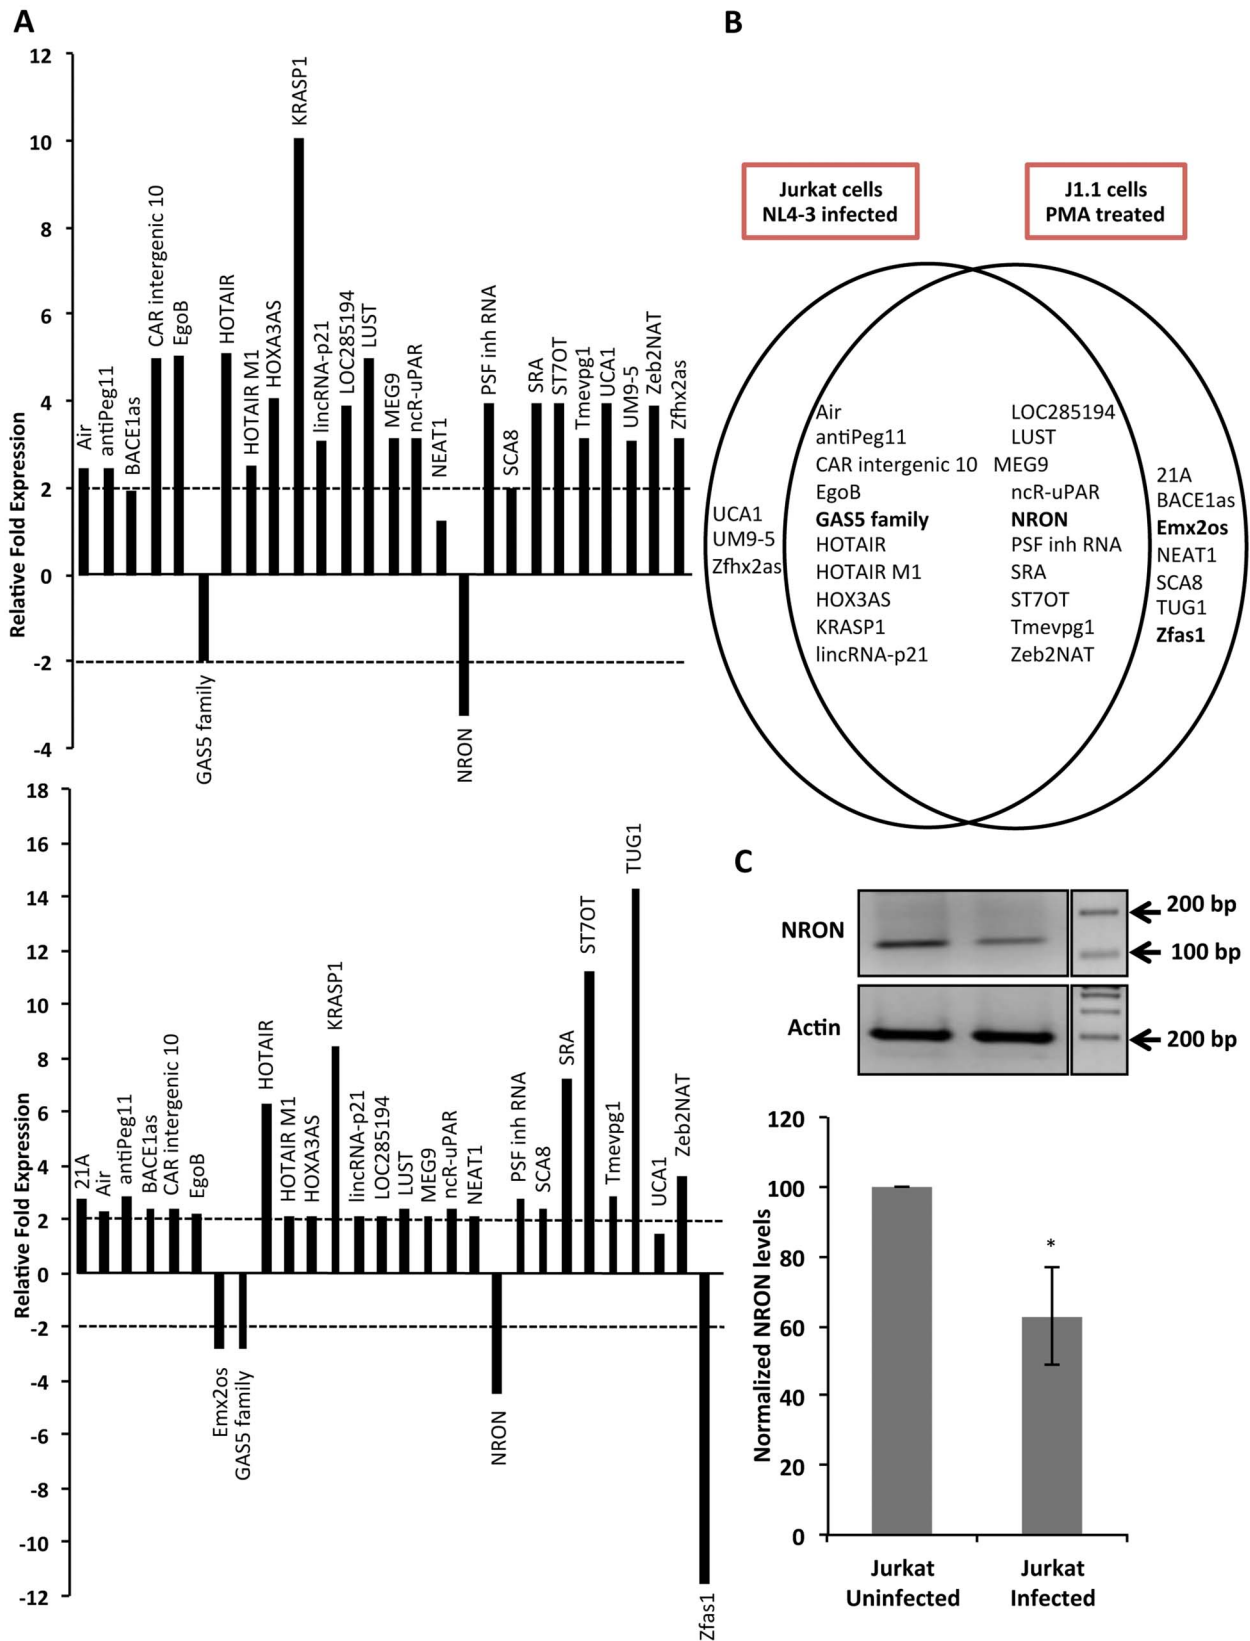 A
12
10
8
6
4
2
0
-2
-4
Relative Fold Expression
Air
antiPeg11
BACE1as
CAR intergenic 10
EgoB
GAS5 family
HOTAIR
HOTAIR M1
HOXA3AS
KRASP1
lincRNA-p21
LOC285194
LUST
MEG9
ncR-uPAR
NEAT1
NRON
PSF inh RNA
SCA8
SRA
ST7OT
Tmevpg1
UCA1
UM9-5
Zeb2NAT
Zfhx2as
18
16
14
12
10
8
6
4
2
0
-2
-4
-6
-8
-10
-12
Relative Fold Expression
21A
Air
antiPeg11
BACE1as
CAR intergenic 10
EgoB
Emx2os
GAS5 family
HOTAIR
HOTAIR M1
HOXA3AS
KRASP1
lincRNA-p21
LOC285194
LUST
MEG9
ncR-uPAR
NEAT1
NRON
PSF inh RNA
SCA8
SRA
ST7OT
Tmevpg1
TUG1
UCA1
Zeb2NAT
Zfas1
B
Jurkat cells
NL4-3 infected
J1.1 cells
PMA treated
UCA1
UM9-5
Zfhx2as
Air
antiPeg11
CAR intergenic 10
EgoB
GAS5 family
HOTAIR
HOTAIR M1
HOX3AS
KRASP1
lincRNA-p21
LOC285194
LUST
MEG9
ncR-uPAR
NRON
PSF inh RNA
SRA
ST7OT
Tmevpg1
Zeb2NAT
21A
BACE1as
Emx2os
NEAT1
SCA8
TUG1
Zfas1
C
NRON
200 bp
100 bp
Actin
200 bp
120
100
80
60
40
20
0
Normalized NRON levels
*
Jurkat
Uninfected
Jurkat
Infected